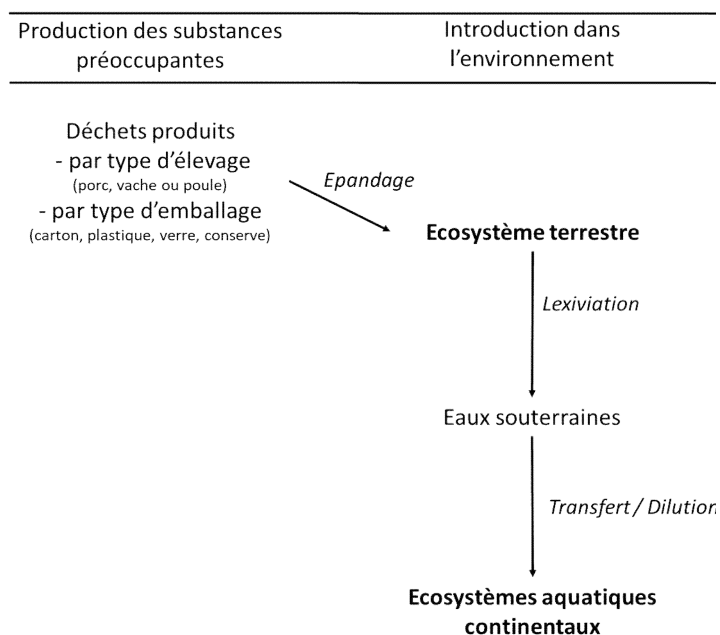 Production des substances
préoccupantes
Introduction dans
l'environnement
Déchets produits
- par type d'élevage
(porc, vache ou poule)
- par type d'emballage
(carton, plastique, verre, conserve)
Epandage
Ecosystème terrestre
Lexiviation
Eaux souterraines
Transfert / Dilution
Ecosystèmes aquatiques
continentaux